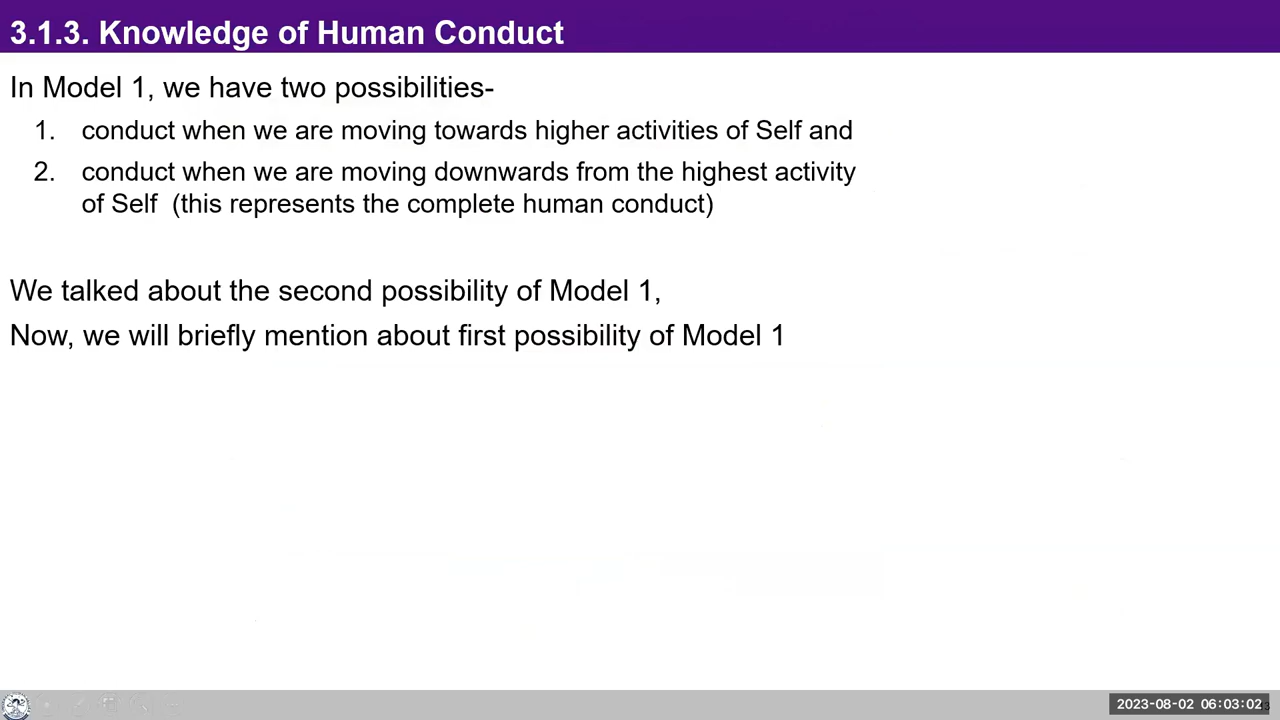 3.1.3. Knowledge of Human Conduct
In Model 1, we have two possibilities-
1. conduct when we are moving towards higher activities of Self and
2. conduct when we are moving downwards from the highest activity
of Self (this represents the complete human conduct)
We talked about the second possibility of Model 1,
Now, we will briefly mention about first possibility of Model 1
2023-08-02 06:03:02